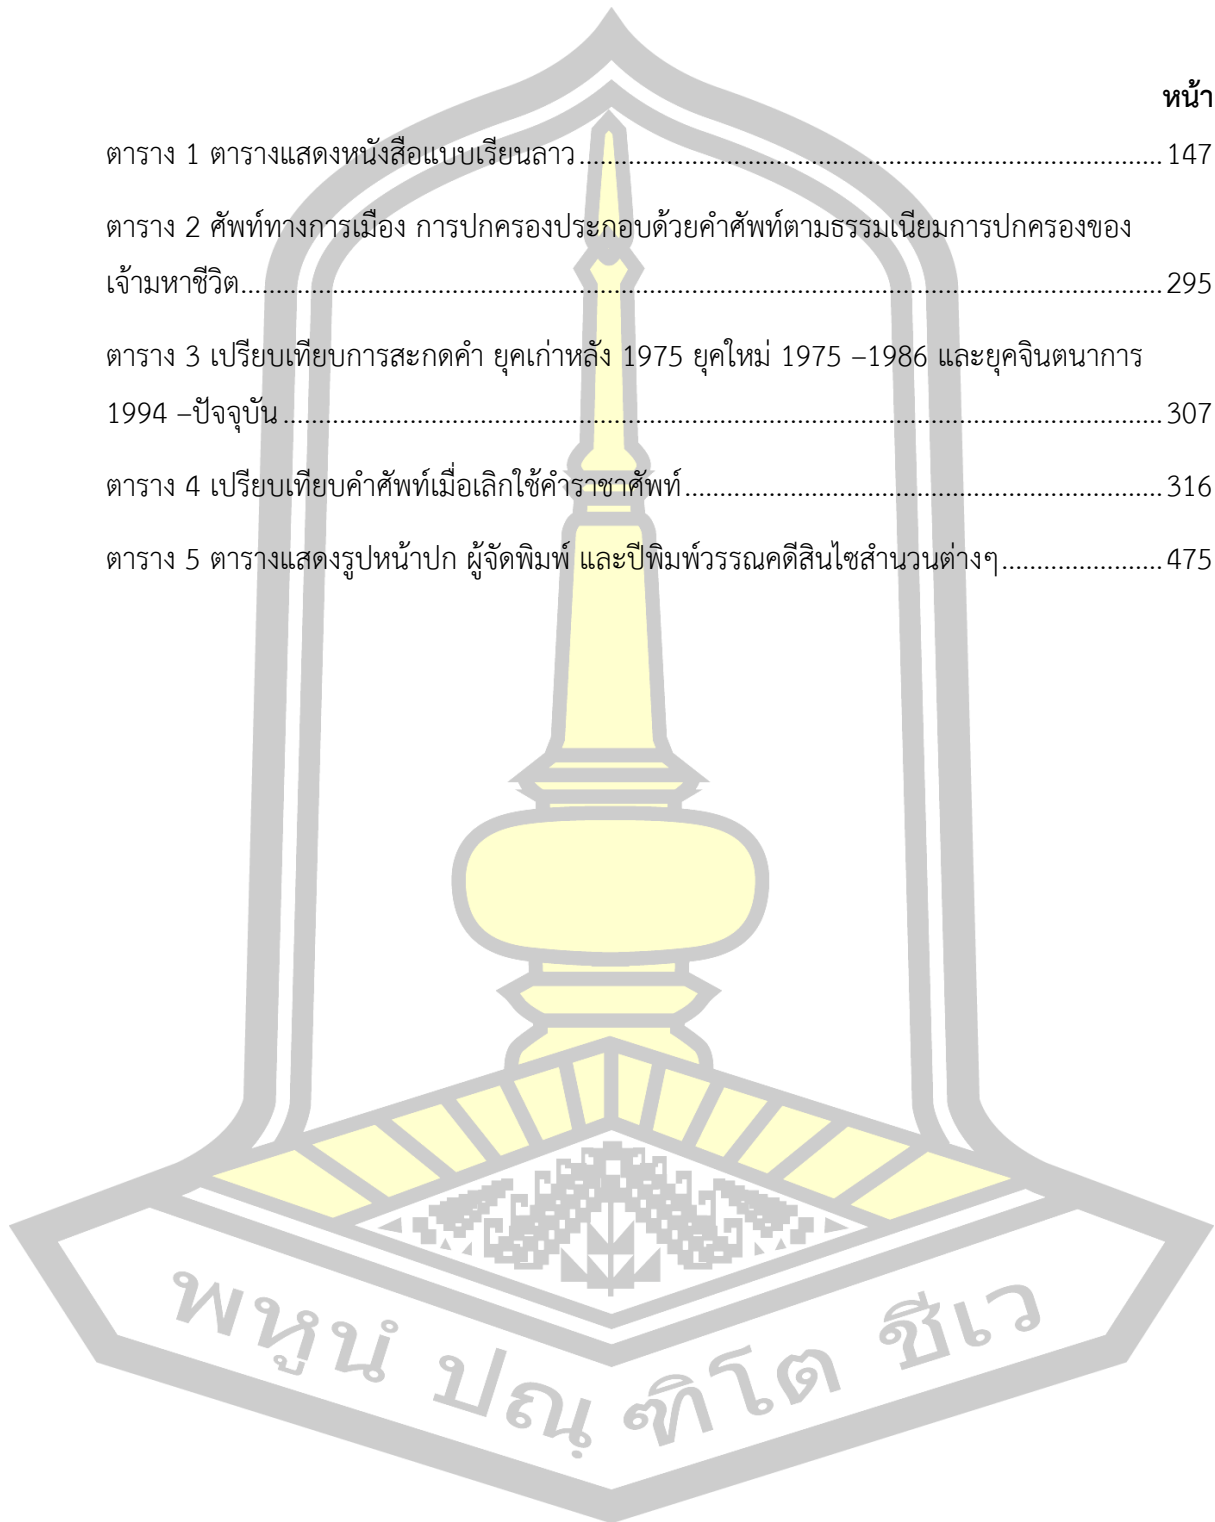 หน้า
ตาราง 1 ตารางแสดงหนังสือแบบเรียนลาว........................................................................147
ตาราง 2 ศัพท์ทางการเมือง การปกครองประกอบด้วยคำศัพท์ตามธรรมเนียมการปกครองของ
เจ้ามหาชีวิต........................................................................295
ตาราง 3 เปรียบเทียบการสะกดคำ ยุคเก่าหลัง 1975 ยุคใหม่ 1975 –1986 และยุคจินตนาการ
1994 –ปัจจุบัน........................................................................307
ตาราง 4 เปรียบเทียบคำศัพท์เมื่อเลิกใช้คำราชาศัพท์........................................................................316
ตาราง 5 ตารางแสดงรูปหน้าปก ผู้จัดพิมพ์ และปีพิมพ์วรรณคดีสินไซสำนวนต่างๆ.......................475
พหูนํ ปณฺ ฑิโต ชีเว